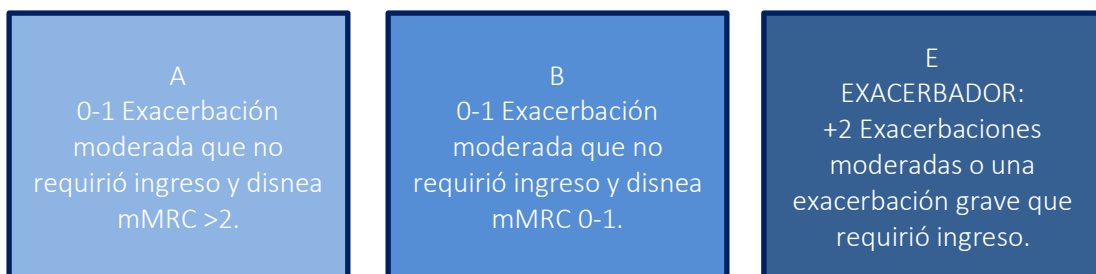 A
0-1 Exacerbación
moderada que no
requirió ingreso y disnea
mMRC >2.
B
0-1 Exacerbación
moderada que no
requirió ingreso y disnea
mMRC 0-1.
E
EXACERBADOR:
+2 Exacerbaciones
moderadas o una
exacerbación grave que
requirió ingreso.